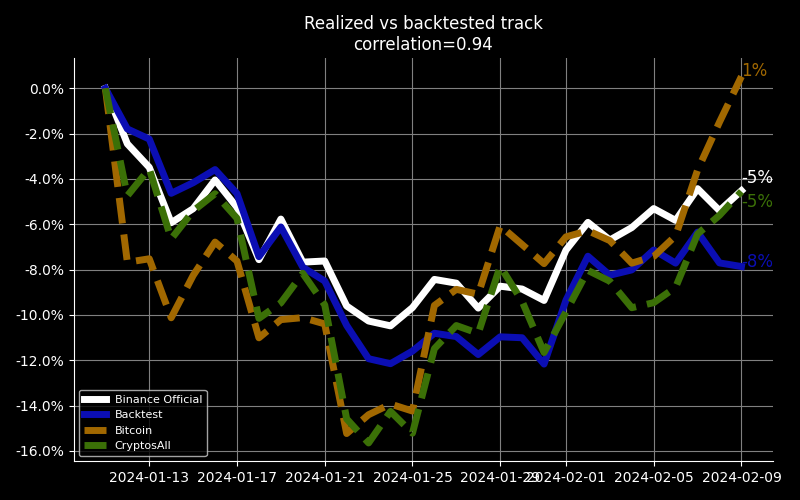 Realized vs backtested track
correlation=0.94
0.0%
-2.0%
-4.0%
-6.0%
-8.0%
-10.0%
-12.0%
-14.0%
-16.0%
1%
-5%
-5%
-8%
Binance Official
Backtest
Bitcoin
CryptosAll
2024-01-13 2024-01-17 2024-01-21 2024-01-25 2024-01-29 2024-02-01 2024-02-05 2024-02-09